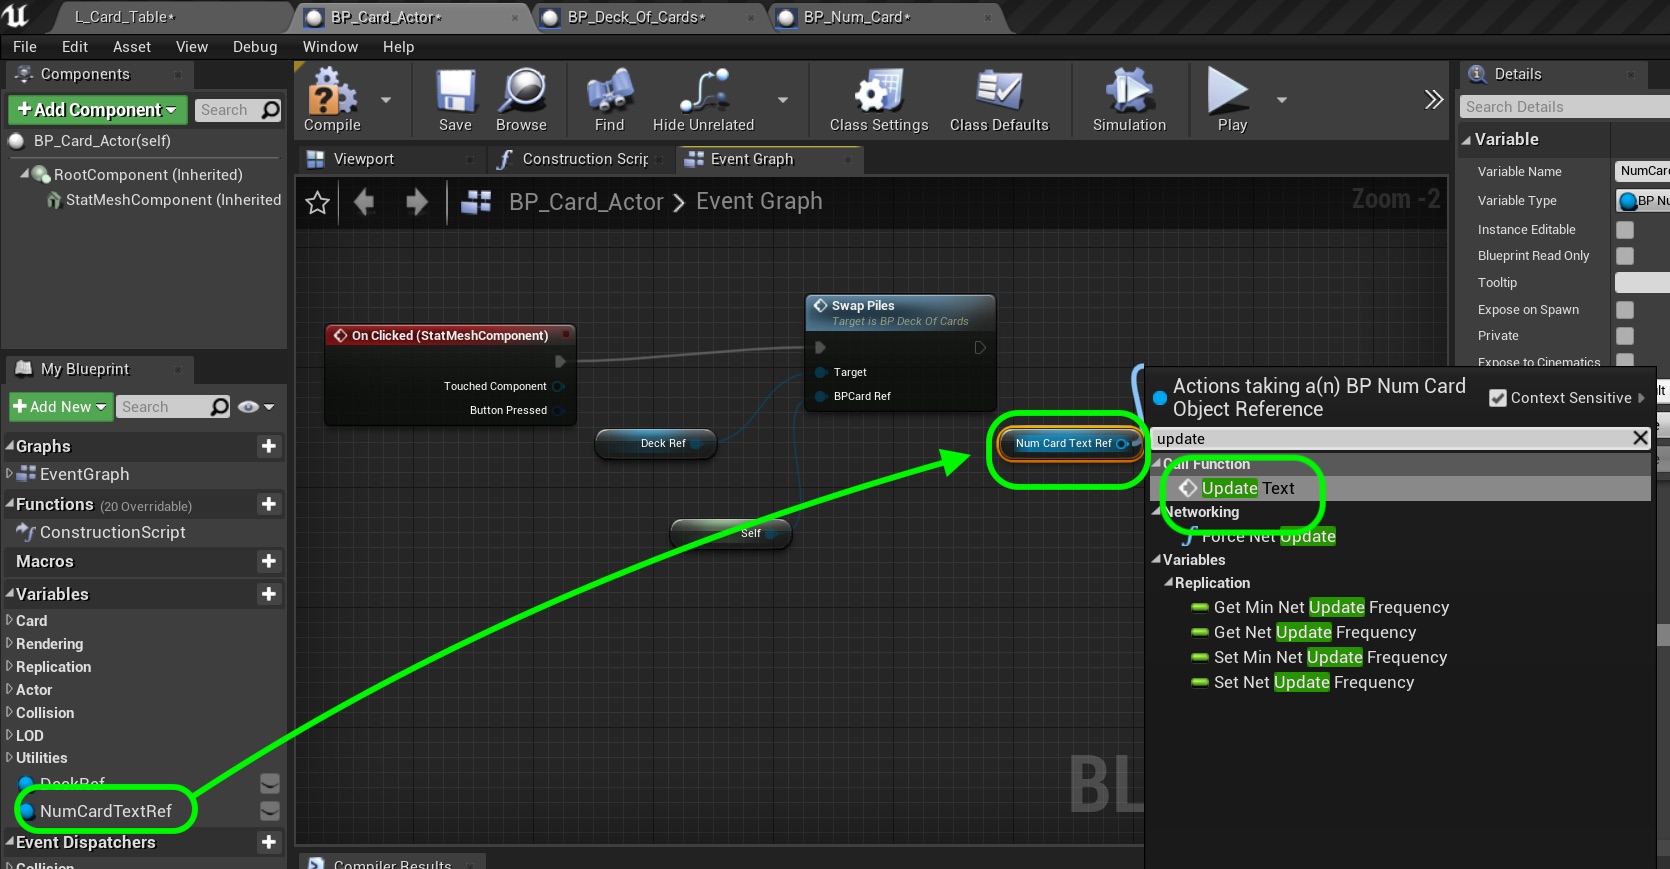 L_Card_Table*
BP_Card_Actor*
BP_Deck_Of_Cards*
BP_Num_Card*
File Edit Asset View Debug Window Help
Components
+Add Component
Search
BP_Card_Actor(self)
RootComponent (Inherited)
StatMeshComponent (Inherited
Compile
Save
Browse
Find
Hide Unrelated
Class Settings
Class Defaults
Simulation
Play
Viewport
Construction Scrip
Event Graph
BP_Card_Actor > Event Graph
Zoom -2
On Clicked (StatMeshComponent)
Touched Component
Button Pressed
Swap Piles
Target is BP Deck Of Cards
Target
BPCard Ref
Deck Ref
Self
Num Card Text Ref
BL
Compiler Results
My Blueprint
+Add New
Search
Graphs
EventGraph
Functions (20 Overridable)
ConstructionScript
Macros
Variables
Card
Rendering
Replication
Actor
Collision
LOD
Utilities
DeckRef
NumCardTextRef
Event Dispatchers
Collision
Actions taking a(n) BP Num Card
Object Reference
Context Sensitive
update
Call Function
Update Text
Networking
Force Net Update
Variables
Replication
Get Min Net Update Frequency
Get Net Update Frequency
Set Min Net Update Frequency
Set Net Update Frequency
Details
Search Details
Variable
Variable Name NumCard
Variable Type BP Nu
Instance Editable
Blueprint Read Only
Tooltip
Expose on Spawn
Private
Expose to Cinematics